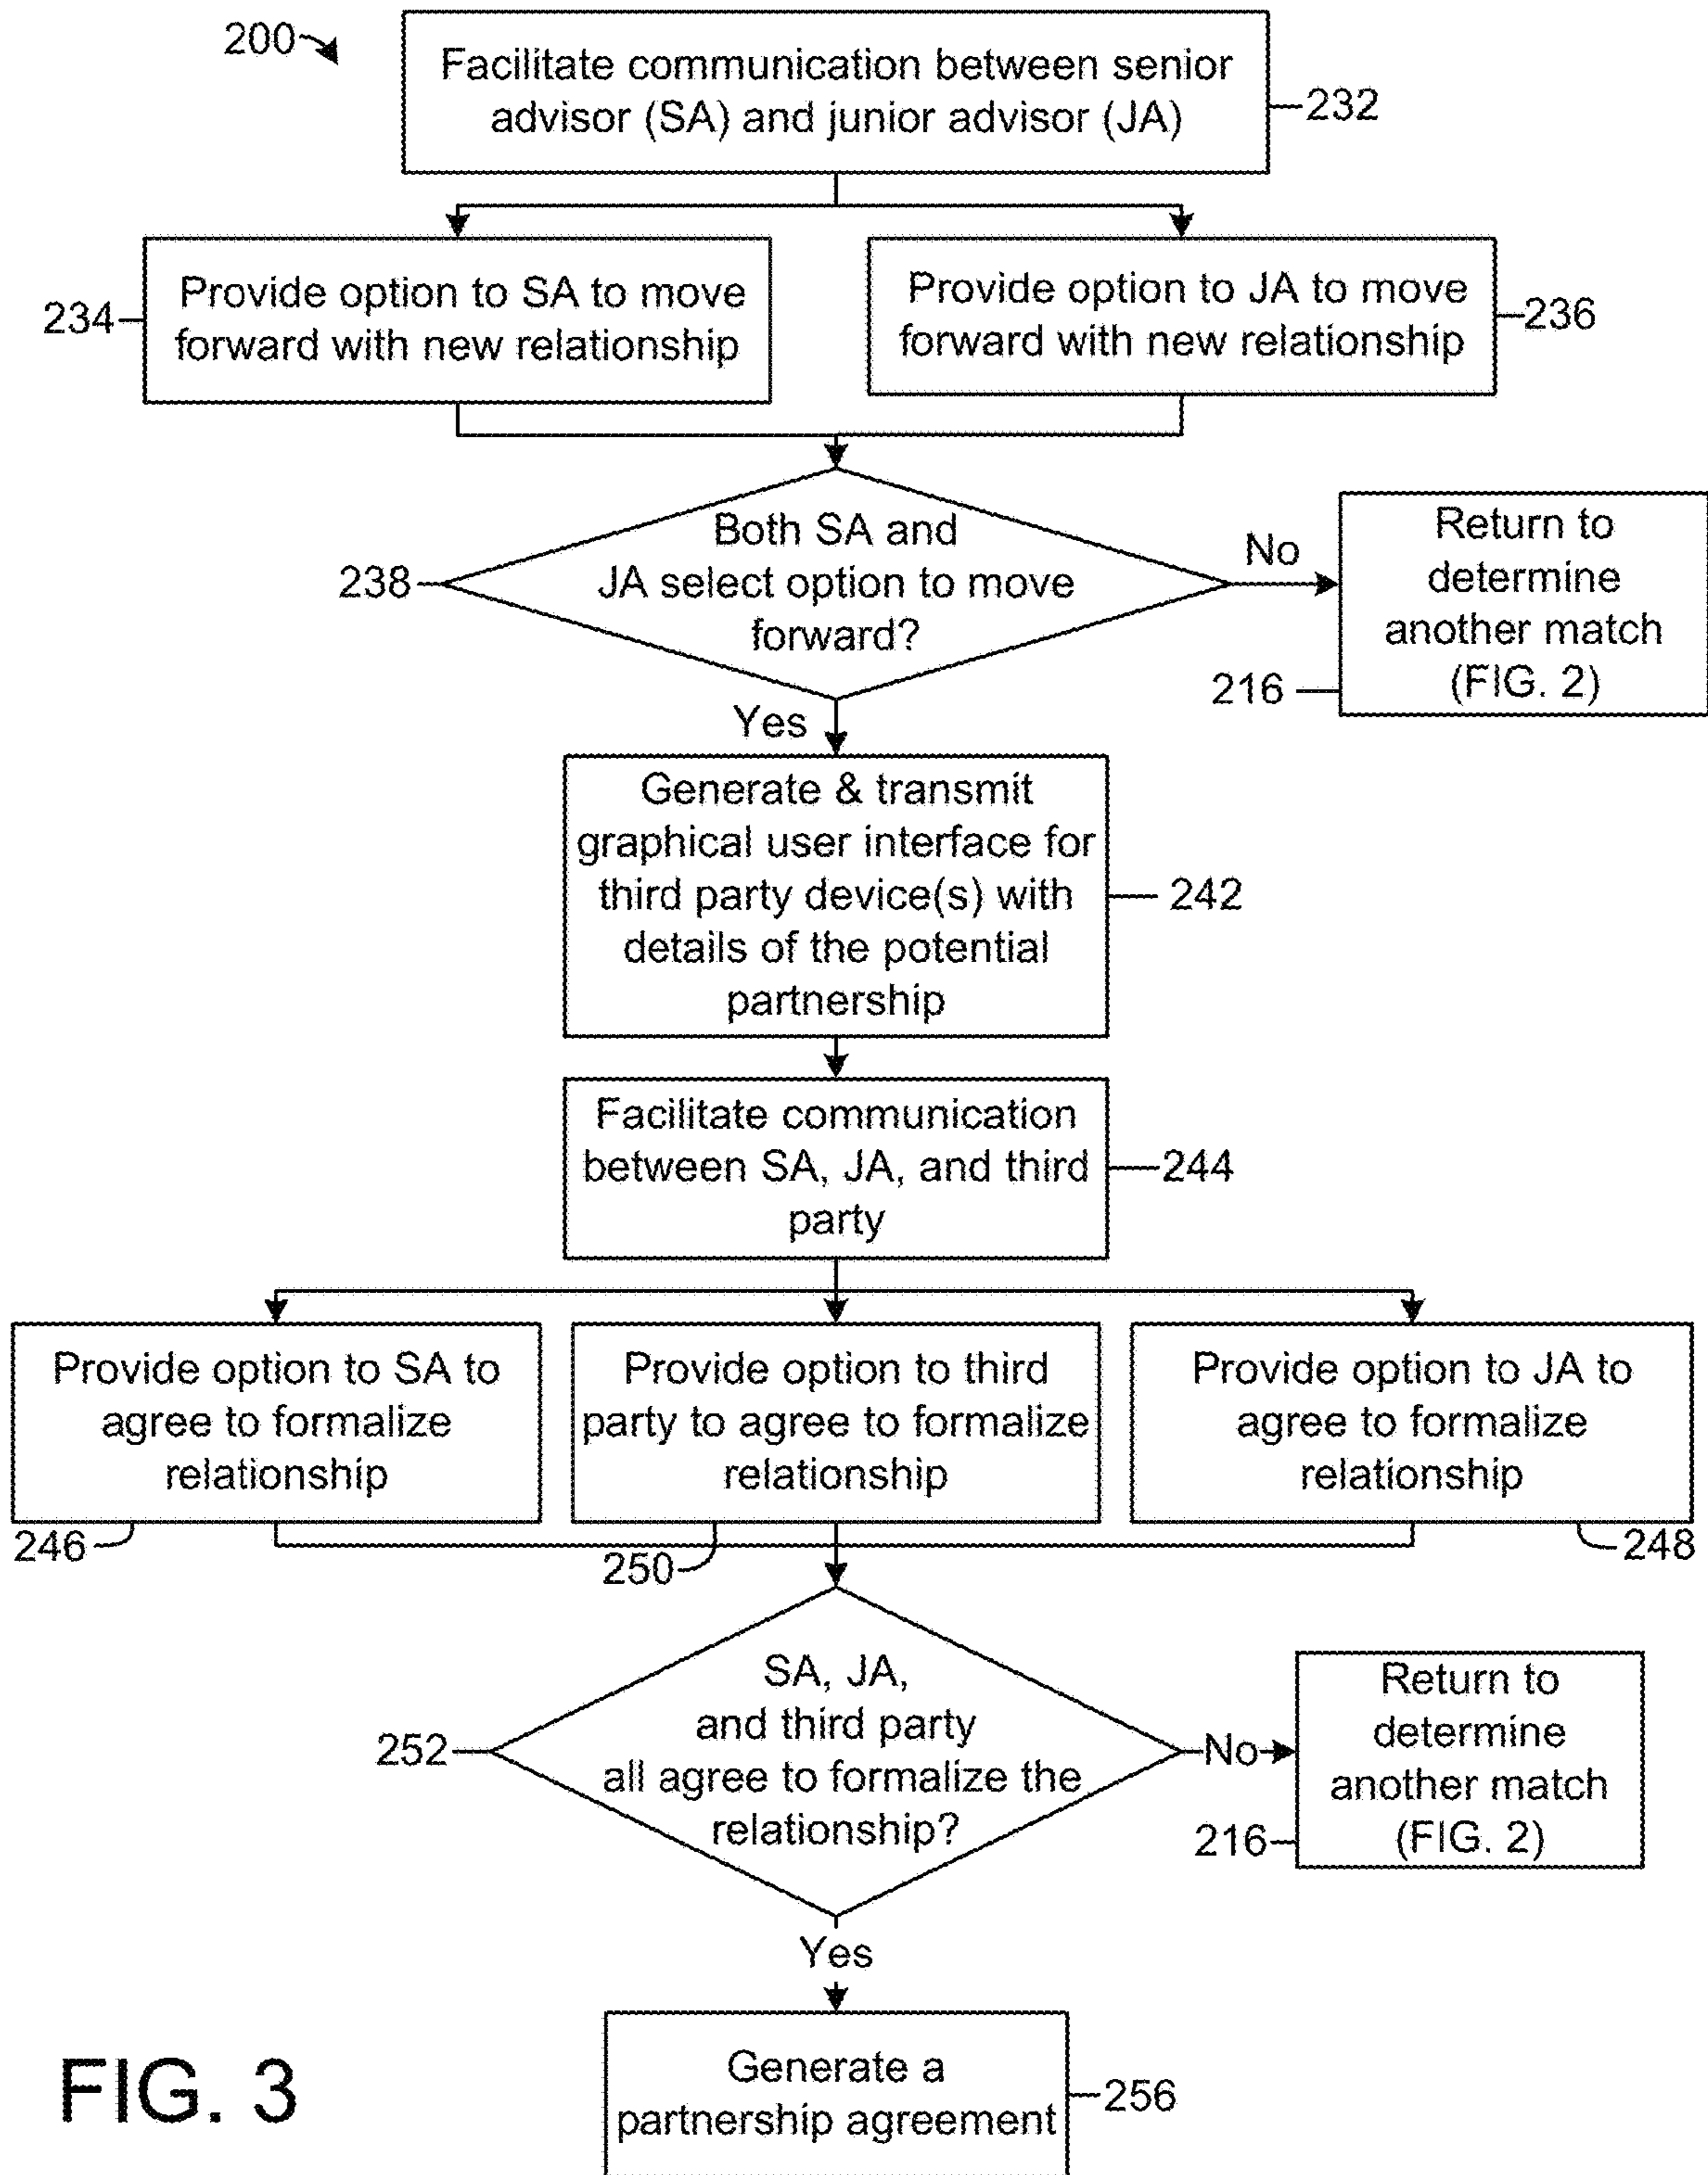 200
Facilitate communication between senior
advisor (SA) and junior advisor (JA)
232
234
Provide option to SA to move
forward with new relationship
Provide option to JA to move
forward with new relationship
236
238
Both SA and
JA select option to move
forward?
No
Return to
determine
another match
(FIG. 2)
216
Yes
Generate & transmit
graphical user interface for
third party device(s) with
details of the potential
partnership
242
Facilitate communication
between SA, JA, and third
party
244
Provide option to SA to
agree to formalize
relationship
246
Provide option to third
party to agree to formalize
relationship
250
Provide option to JA to
agree to formalize
relationship
248
252
SA, JA,
and third party
all agree to formalize the
relationship?
No
Return to
determine
another match
(FIG. 2)
216
Yes
Generate a
partnership agreement
256
FIG. 3